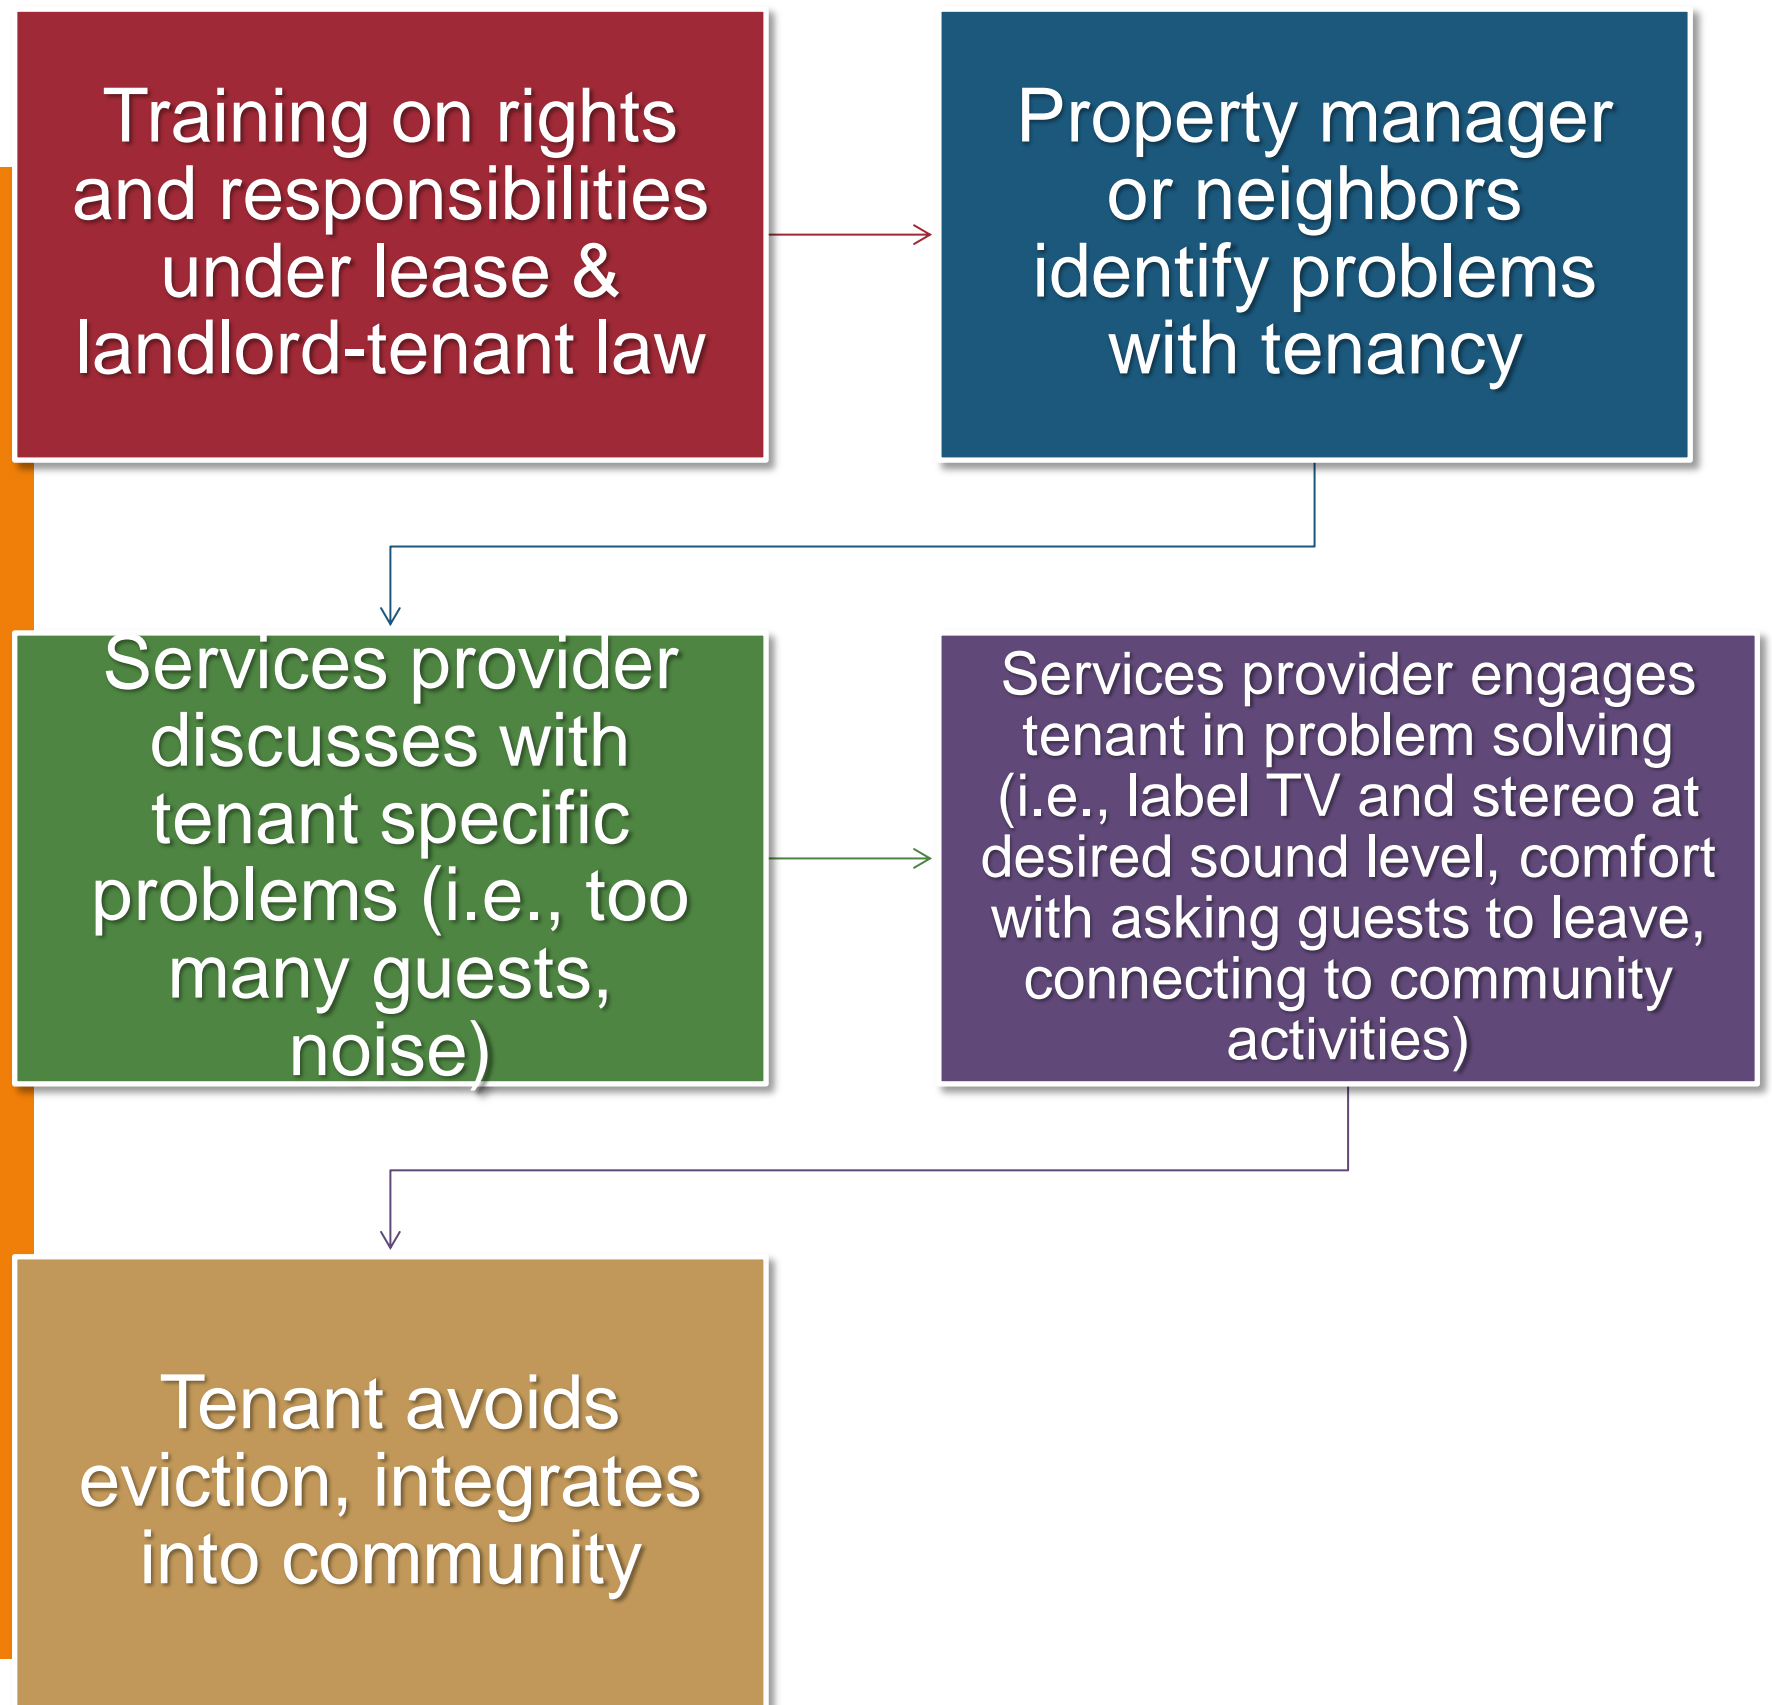 Training on rights
and responsibilities
under lease &
landlord-tenant law
Property manager
or neighbors
identify problems
with tenancy
Services provider
discusses with
tenant specific
problems (i.e., too
many guests,
noise)
Services provider engages
tenant in problem solving
(i.e., label TV and stereo at
desired sound level, comfort
with asking guests to leave,
connecting to community
activities)
Tenant avoids
eviction, integrates
into community